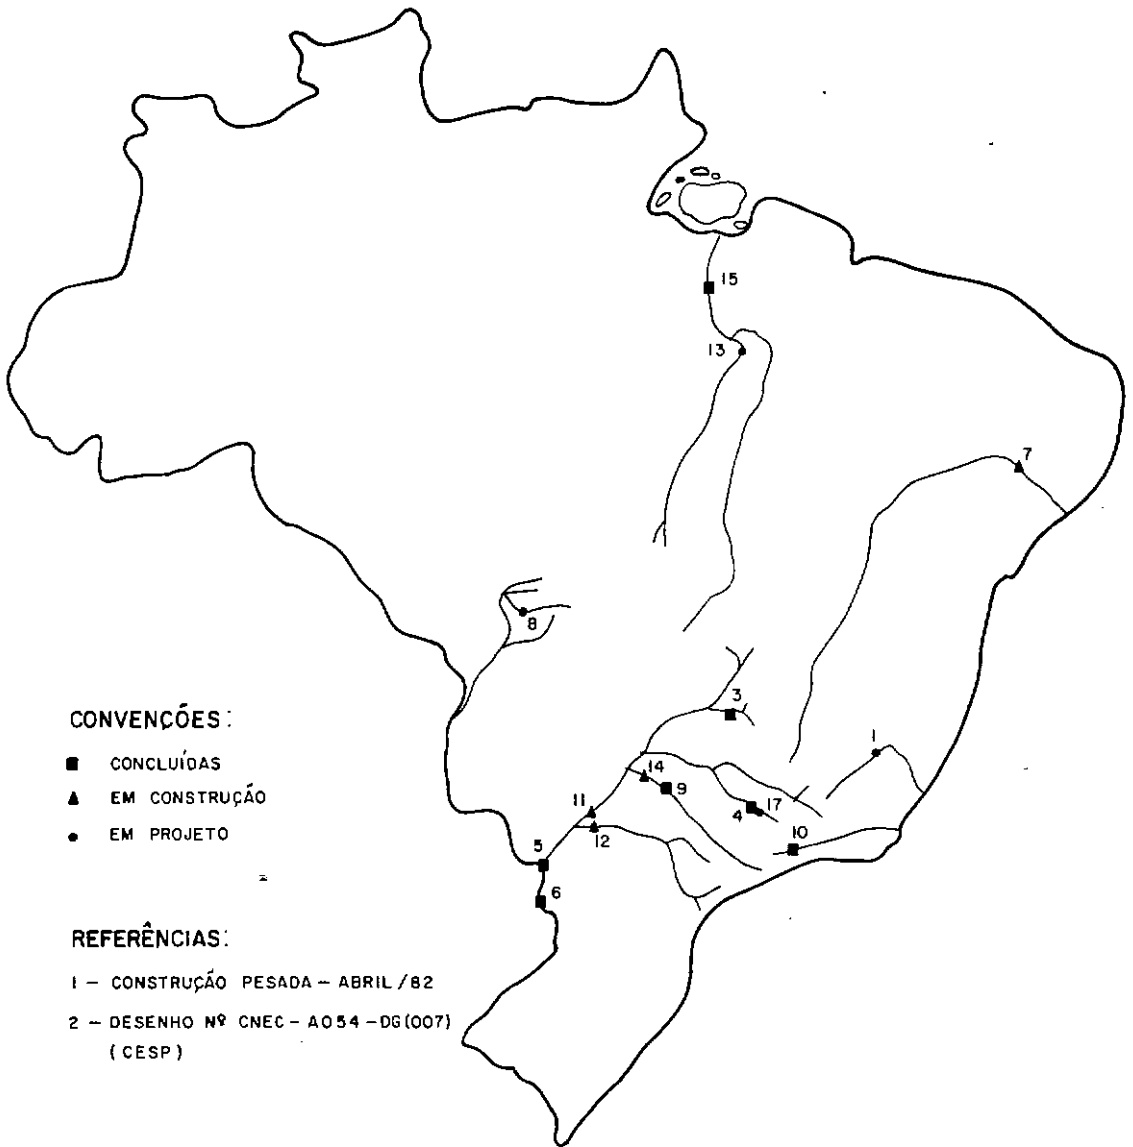 15
13
7
8
3
1
14
9
17
4
11
12
10
5
6
CONVENÇÕES:
CONCLUÍDAS
EM CONSTRUÇÃO
EM PROJETO
REFERÊNCIAS:
1 - CONSTRUÇÃO PESADA - ABRIL/82
2 - DESENHO Nº CNEC - A054 - DG(007)
(CESP)